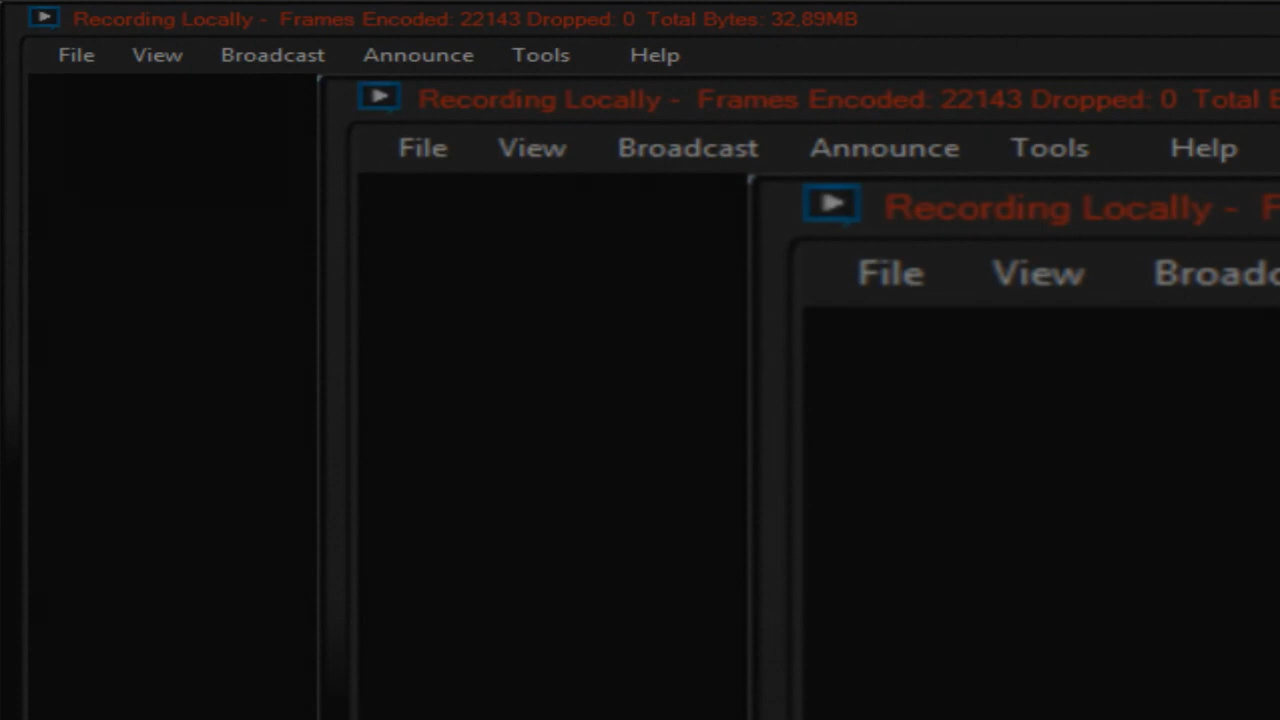 Recording Locally - Frames Encoded: 22143 Dropped: 0 Total Bytes: 32,89MB
File View Broadcast Announce Tools Help
Recording Locally - Frames Encoded: 22143 Dropped: 0 Total
File View Broadcast Announce Tools Help
Recording Locally -
File View